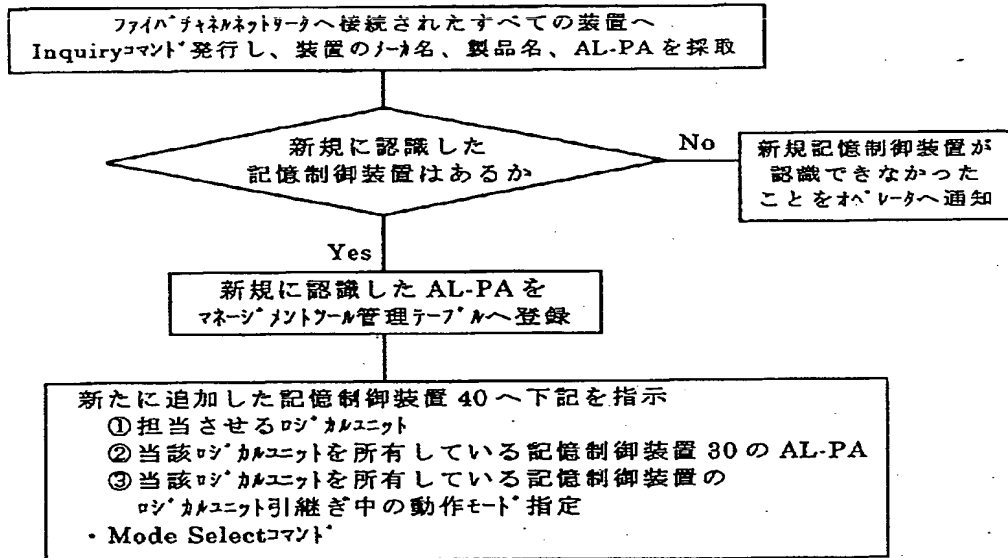 ﾌｧｲﾊﾞﾁｬﾈﾙﾈｯﾄﾜｰｸへ接続されたすべての装置へ
Inquiryｺﾏﾝﾄﾞ発行し、装置のﾒｰｶ名、製品名、AL-PAを採取
新規に認識した
記憶制御装置はあるか
No
新規記憶制御装置が
認識できなかった
ことをｵﾍﾟﾚｰﾀへ通知
Yes
新規に認識した AL-PA を
ﾏﾈｰｼﾞﾒﾝﾄﾂｰﾙ管理ﾃｰﾌﾞﾙへ登録
新たに追加した記憶制御装置 40 へ下記を指示
①担当させるﾛｼﾞｶﾙﾕﾆｯﾄ
②当該ﾛｼﾞｶﾙﾕﾆｯﾄを所有している記憶制御装置 30 の AL-PA
③当該ﾛｼﾞｶﾙﾕﾆｯﾄを所有している記憶制御装置の
ﾛｼﾞｶﾙﾕﾆｯﾄ引継ぎ中の動作ﾓｰﾄﾞ指定
・Mode Selectｺﾏﾝﾄﾞ